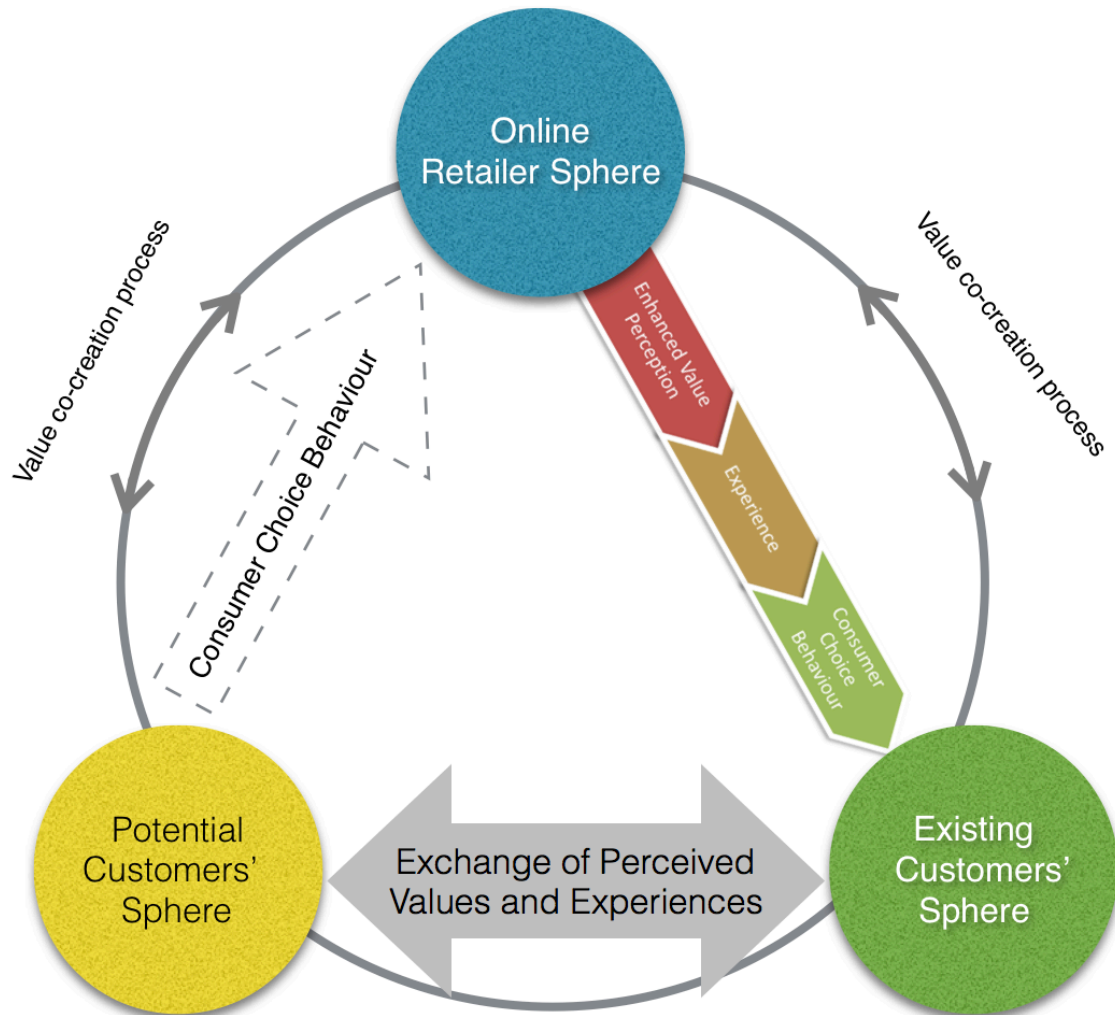 Online
Retailer Sphere
Value co-creation process
Value co-creation process
Enhanced Value
Perception
Experience
Consumer
Choice
Behaviour
Consumer Choice Behaviour
Potential
Customers’
Sphere
Exchange of Perceived
Values and Experiences
Existing
Customers’
Sphere